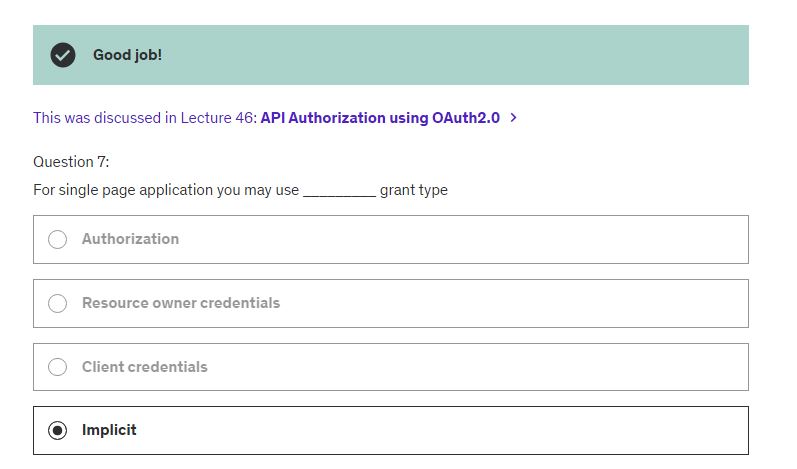 Good job!
This was discussed in Lecture 46: API Authorization using OAuth2.0 >
Question 7:
For single page application you may use _________ grant type
Authorization
Resource owner credentials
Client credentials
Implicit